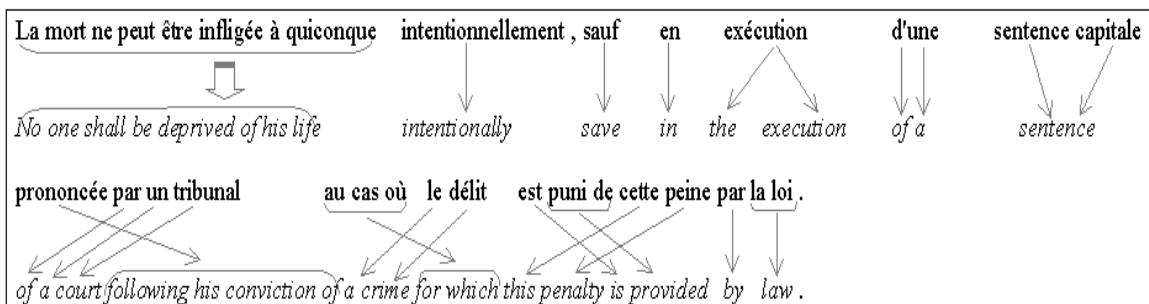 La mort ne peut être infligée à quiconque intentionnellement , sauf en exécution d'une sentence capitale
No one shall be deprived of his life intentionally save in the execution of a sentence
prononcée par un tribunal au cas où le délit est puni de cette peine par la loi .
of a court following his conviction of a crime for which this penalty is provided by law .